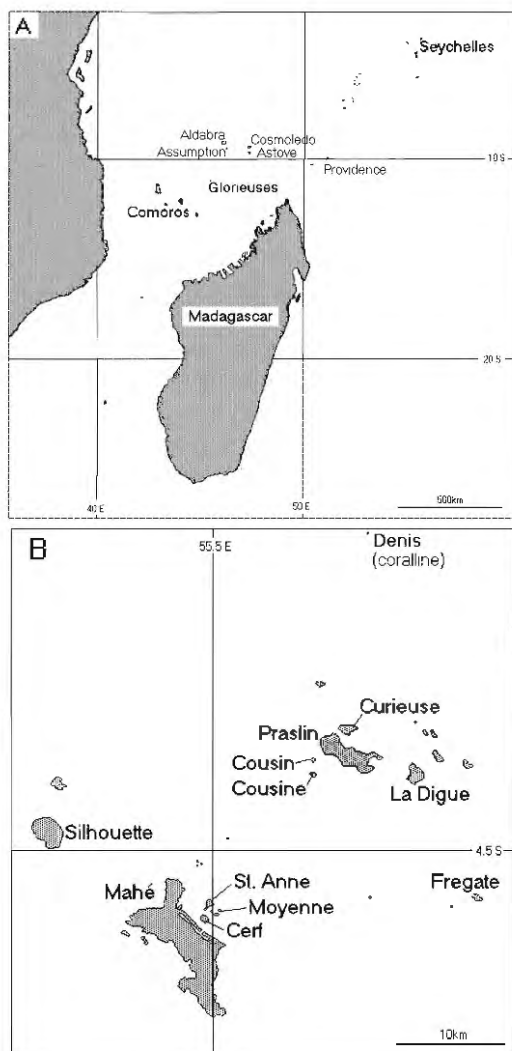 A
Seychelles
Aldabra
Cosmoledo
Assumption
Astove
10 S
Providence
Glorieuses
Comoros
Madagascar
20 S
40 E
50 E
500km
B
Denis
55.5 E
(coralline)
Curieuse
Praslin
Cousin
Cousine
La Digue
Silhouette
4.5 S
St. Anne
Mahé
Fregate
Moyenne
Cerf
10km